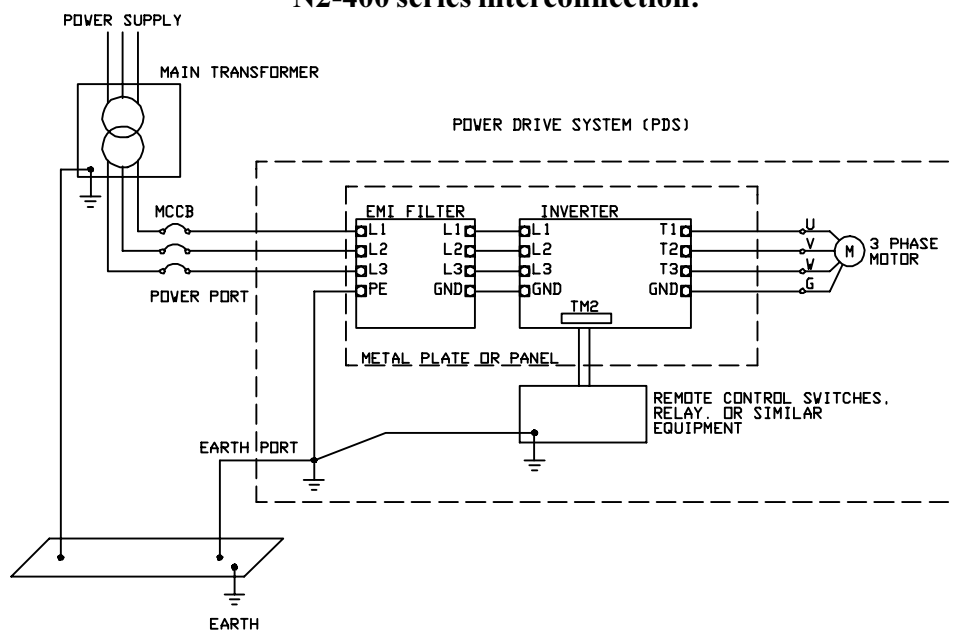 N2-400 series interconnection:
POWER SUPPLY
MAIN TRANSFORMER
POWER DRIVE SYSTEM (PDS)
MCCB
EMI FILTER
INVERTER
L1 L1 L1 T1 U
L2 L2 L2 T2 V
L3 L3 L3 T3 W
PE GND GND GND G
M
3 PHASE
MOTOR
POWER PORT
TM2
METAL PLATE OR PANEL
REMOTE CONTROL SWITCHES,
RELAY. OR SIMILAR
EQUIPMENT
EARTH PORT
EARTH